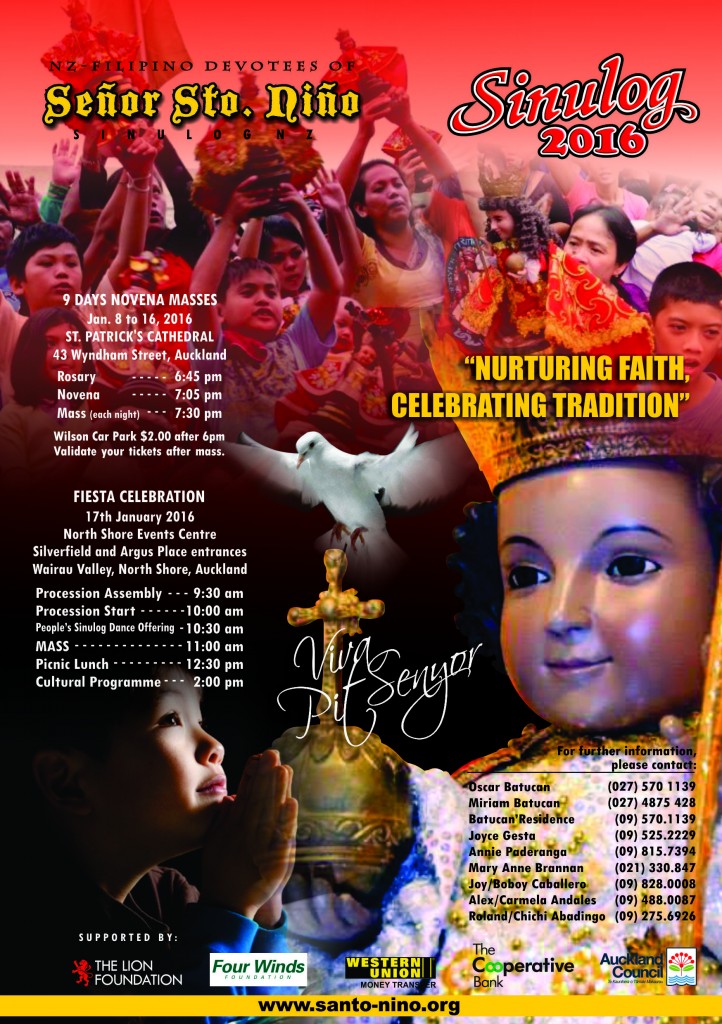 NZ-FILIPINO DEVOTEES OF
Señor Sto. Niño
SINULOGNZ
Sinulog
2016
9 DAYS NOVENA MASSES
Jan. 8 to 16, 2016
ST. PATRICK'S CATHEDRAL
43 Wyndham Street, Auckland
Rosary - - - - - 6:45 pm
Novena - - - - - 7:05 pm
Mass (each night) - - - 7:30 pm
Wilson Car Park $2.00 after 6pm
Validate your tickets after mass.
"NURTURING FAITH,
CELEBRATING TRADITION"
FIESTA CELEBRATION
17th January 2016
North Shore Events Centre
Silverfield and Argus Place entrances
Wairau Valley, North Shore, Auckland
Procession Assembly - - - 9:30 am
Procession Start - - - - - - 10:00 am
People's Sinulog Dance Offering - 10:30 am
MASS - - - - - - - - - - - - - - 11:00 am
Picnic Lunch - - - - - - - - - 12:30 pm
Cultural Programme - - - 2:00 pm
Viva
Pit Senyor
For further information,
please contact:
Oscar Batucan (027) 570 1139
Miriam Batucan (027) 4875 428
Batucan'Residence (09) 570.1139
Joyce Gesta (09) 525.2229
Annie Paderanga (09) 815.7394
Mary Anne Brannan (021) 330.847
Joy/Boboy Caballero (09) 828.0008
Alex/Carmela Andales (09) 488.0087
Roland/Chichi Abadingo (09) 275.6926
SUPPORTED BY:
THE LION
FOUNDATION
Four Winds
FOUNDATION
WESTERN
UNION
MONEY TRANSFER
The
Cooperative
Bank
Auckland
Council
Te Kaunihera o Tāmaki Makaurau
www.santo-nino.org